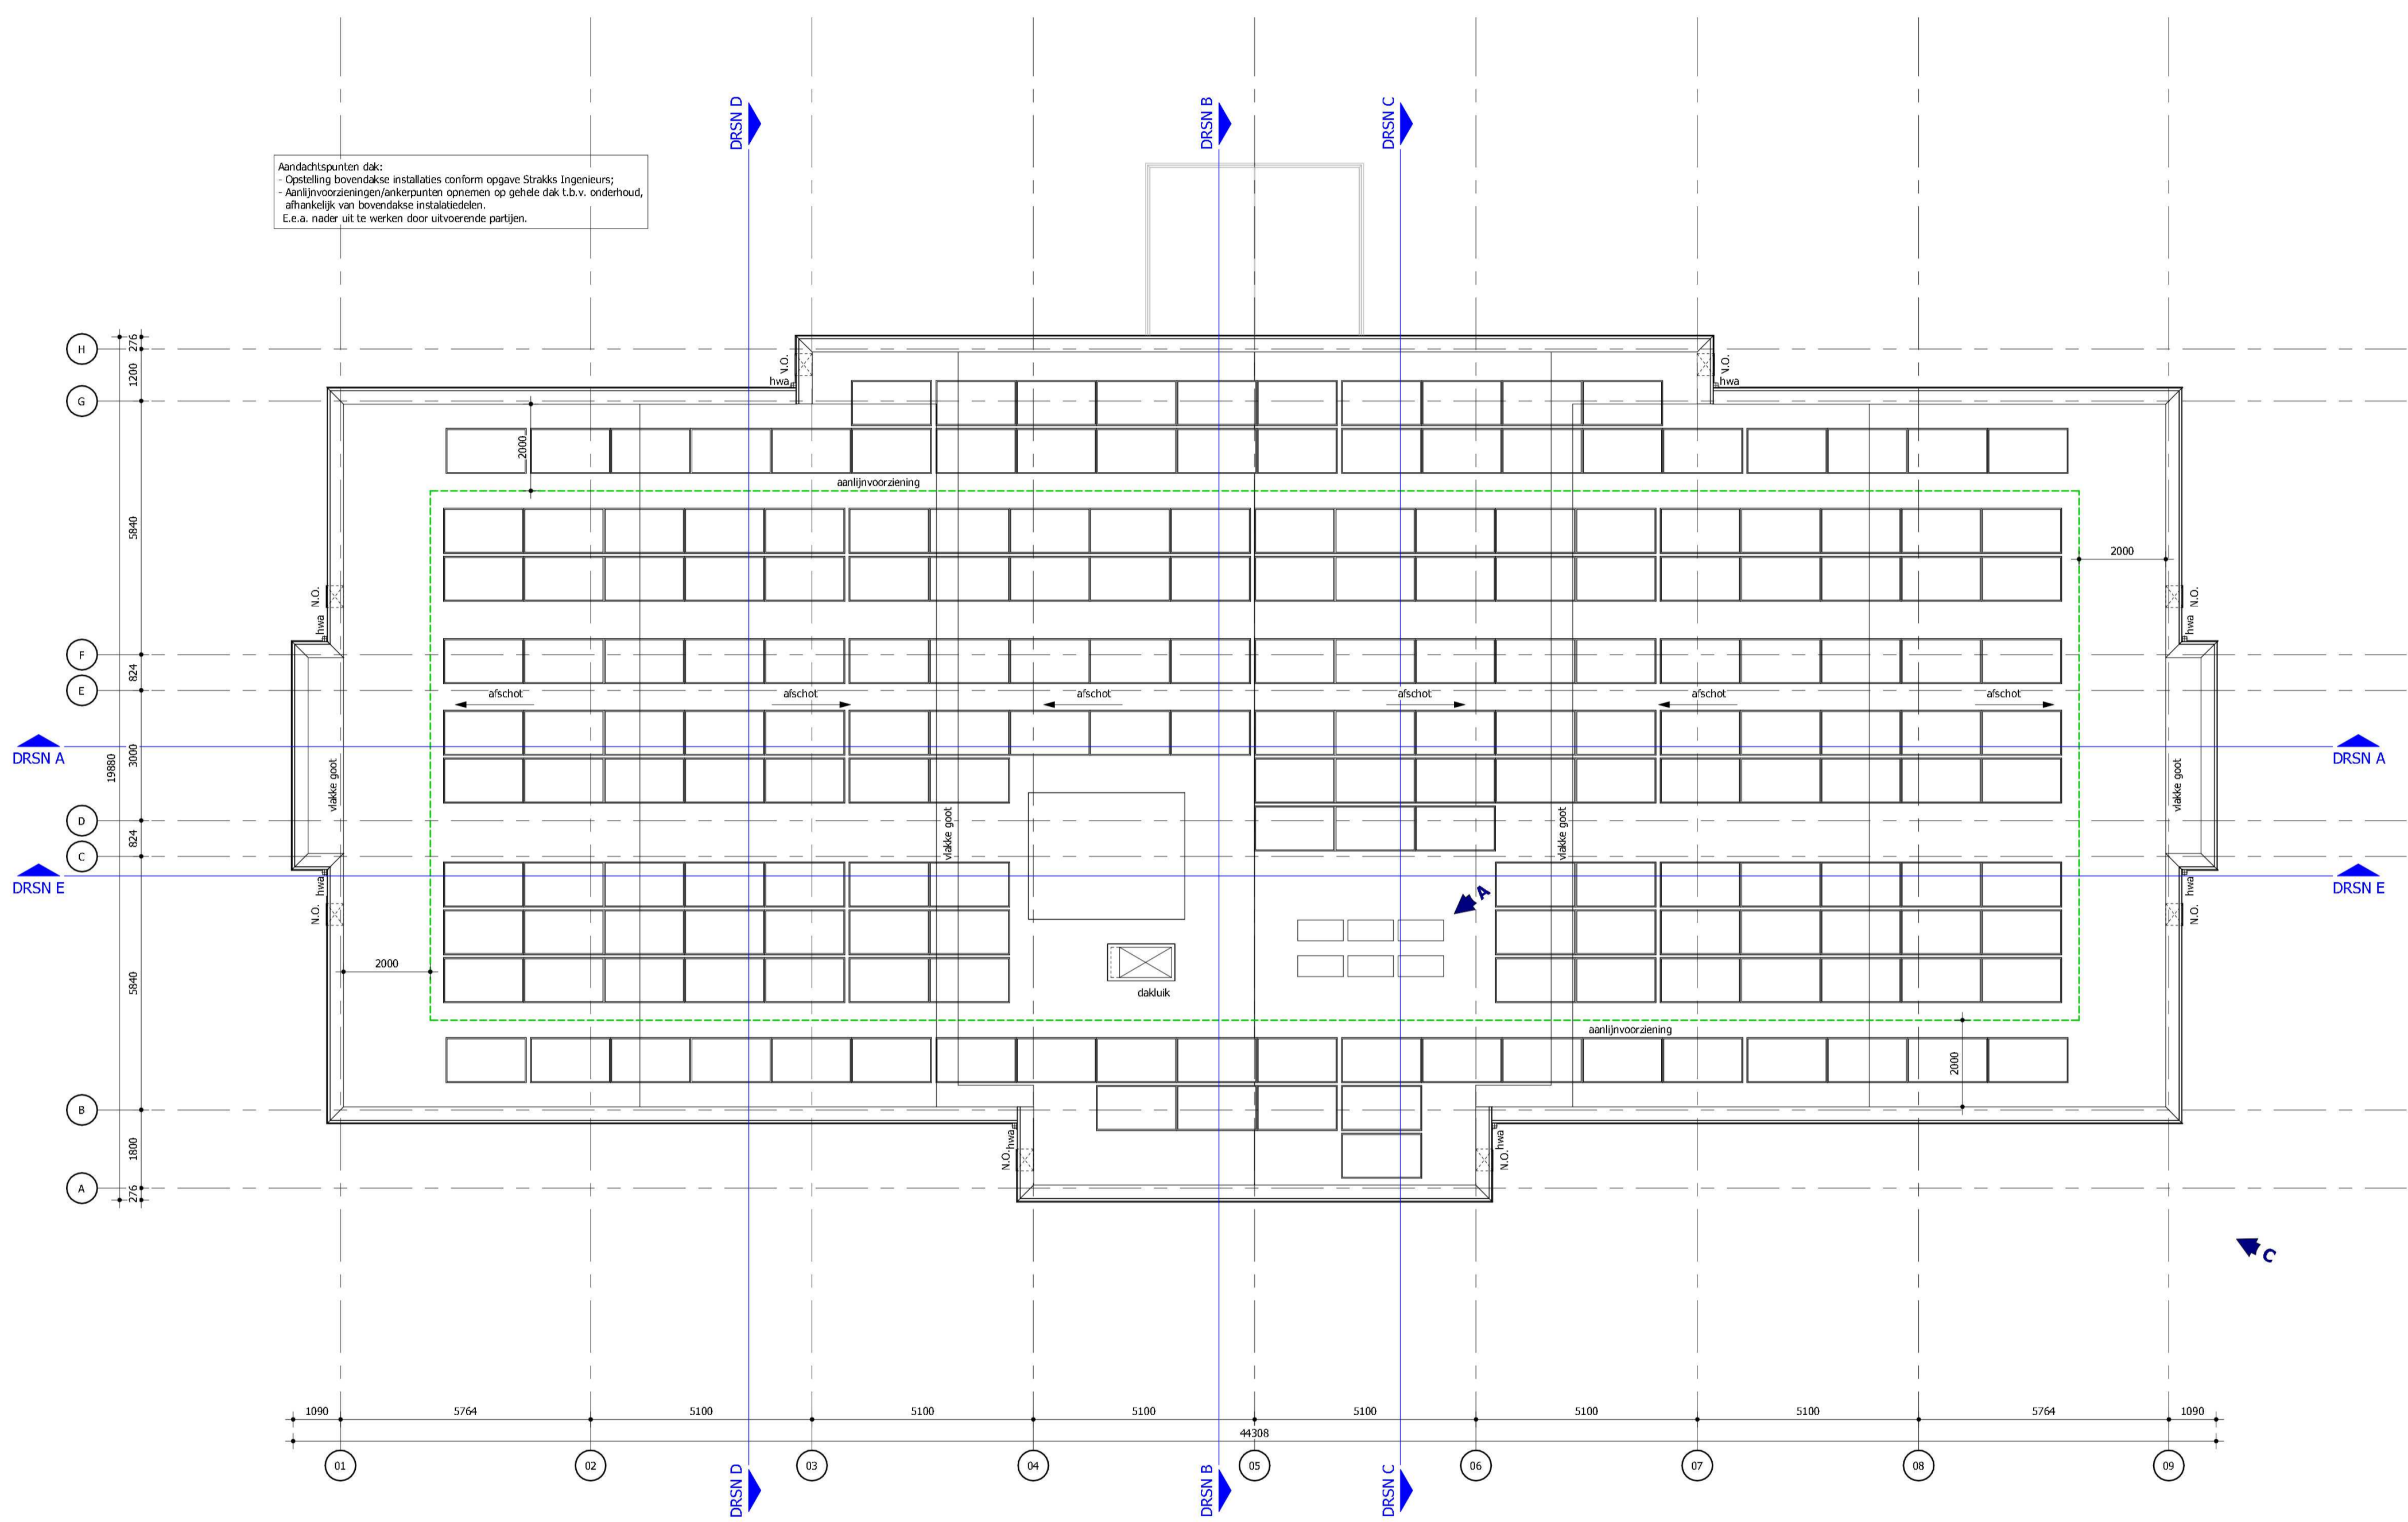 DRSN D
DRSN B
DRSN C
Aandachtspunten dak:
- Opstelling bovendakse installaties conform opgave Strakks Ingenieurs;
- Aanlijnvoorzieningen/ankerpunten opnemen op gehele dak t.b.v. onderhoud,
afhankelijk van bovendakse instalatiedelen.
E.e.a. nader uit te werken door uitvoerende partijen.
H
276
N.O.
N.O.
1200
hwa
hwa
G
2000
aanlijnvoorziening
5840
2000
N.O.
N.O.
hwa
hwa
F
824
E
afschot
afschot
afschot
afschot
afschot
afschot
DRSN A
DRSN A
19880
3000
vlakke goot
vlakke goot
D
824
vlakke goot
vlakke goot
C
DRSN E
DRSN E
hwa
hwa
A
N.O.
N.O.
2000
5840
dakluik
aanlijnvoorziening
2000
B
hwa
hwa
1800
N.O.
N.O.
A
276
C
1090
5764
5100
5100
5100
5100
5100
5100
5764
1090
44308
01
02
03
04
05
06
07
08
09
DRSN D
DRSN B
DRSN C